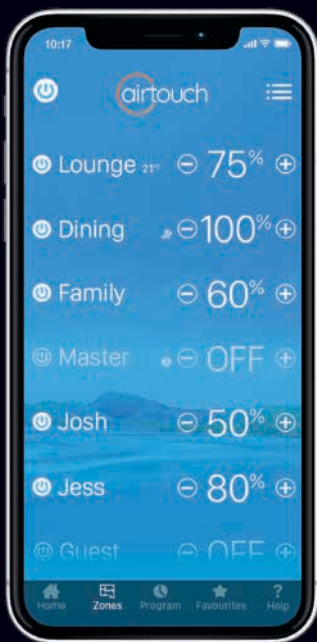 10:17
airtouch
Lounge 21° 75%
Dining 100%
Family 60%
Master OFF
Josh 50%
Jess 80%
Guest OFF
Home Zones Program Favourites Help